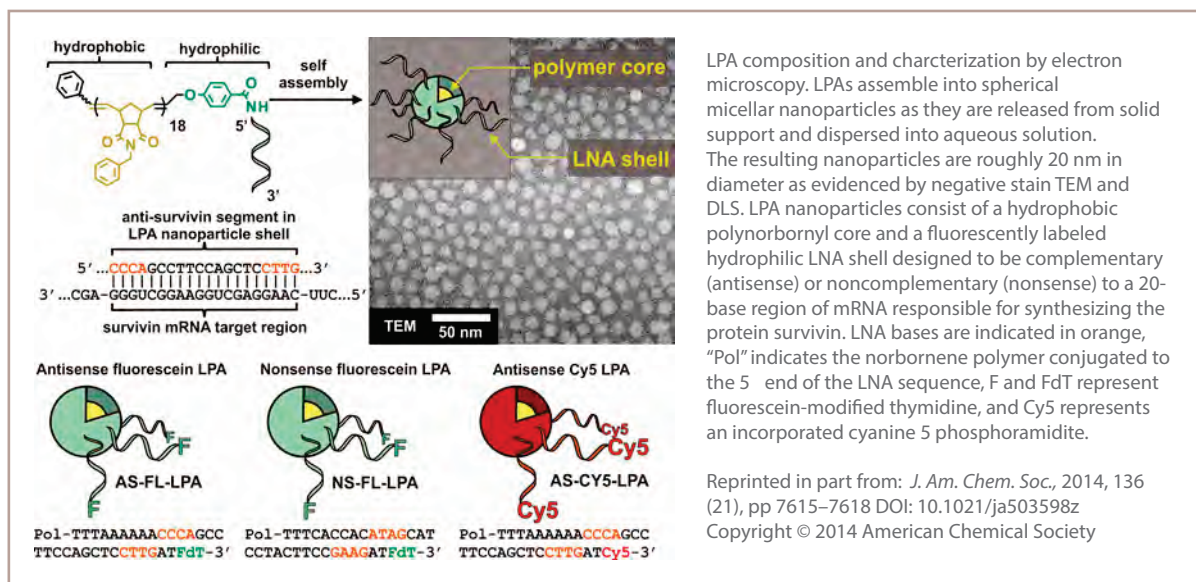 hydrophobic
hydrophilic
self
assembly
O
N
O
18
O
O
NH
5'
3'
polymer core
LNA shell
TEM
50 nm
anti-survivin segment in
LPA nanoparticle shell
5' ...CCCAGCCTTCCAGCTCCTTG...3'
3'...CGA-GGGUCGGAAGGUCGAGGAAC-UUC...5'
survivin mRNA target region
Antisense fluorescein LPA
F
F
F
AS-FL-LPA
Pol-TTTAAAAAACCCAGCC
TTCCAGCTCCTTGATFdT-3'
Nonsense fluorescein LPA
F
F
F
NS-FL-LPA
Pol-TTTCACCACATAGCAT
CCTACTTCCGAAGATFdT-3'
Antisense Cy5 LPA
Cy5
Cy5
Cy5
AS-CY5-LPA
Pol-TTTAAAAAACCCAGCC
TTCCAGCTCCTTGATCy5-3'
LPA composition and charcterization by electron
microscopy. LPAs assemble into spherical
micellar nanoparticles as they are released from solid
support and dispersed into aqueous solution.
The resulting nanoparticles are roughly 20 nm in
diameter as evidenced by negative stain TEM and
DLS. LPA nanoparticles consist of a hydrophobic
polynorbornyl core and a fluorescently labeled
hydrophilic LNA shell designed to be complementary
(antisense) or noncomplementary (nonsense) to a 20-
base region of mRNA responsible for synthesizing the
protein survivin. LNA bases are indicated in orange,
"Pol" indicates the norbornene polymer conjugated to
the 5 end of the LNA sequence, F and FdT represent
fluorescein-modified thymidine, and Cy5 represents
an incorporated cyanine 5 phosphoramidite.
Reprinted in part from: J. Am. Chem. Soc., 2014, 136
(21), pp 7615–7618 DOI: 10.1021/ja503598z
Copyright © 2014 American Chemical Society